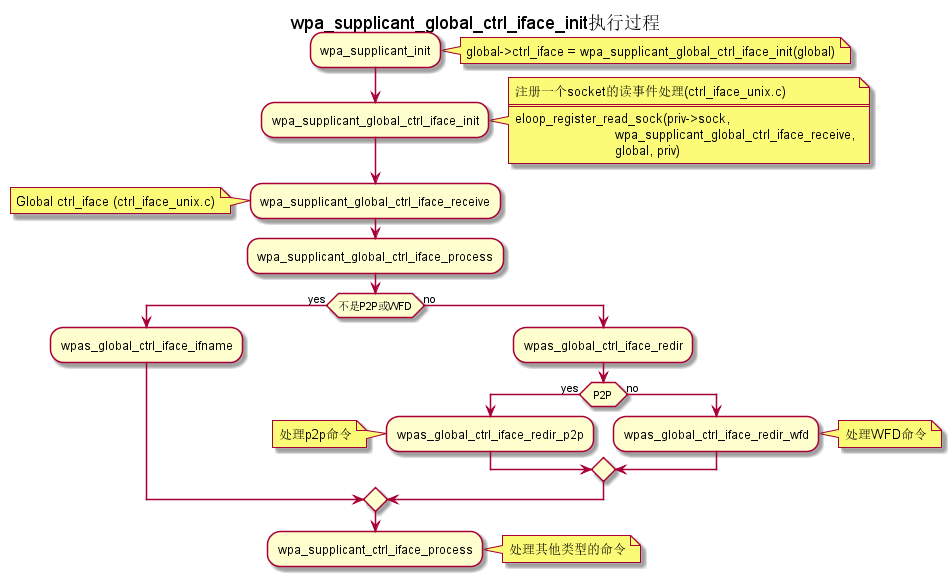 wpa_supplicant_global_ctrl_iface_init执行过程
wpa_supplicant_init
global->ctrl_iface = wpa_supplicant_global_ctrl_iface_init(global)
注册一个socket的读事件处理(ctrl_iface_unix.c)
wpa_supplicant_global_ctrl_iface_init
eloop_register_read_sock(priv->sock,
wpa_supplicant_global_ctrl_iface_receive,
global, priv)
Global ctrl_iface (ctrl_iface_unix.c)
wpa_supplicant_global_ctrl_iface_receive
wpa_supplicant_global_ctrl_iface_process
yes
不是P2P或WFD
no
wpas_global_ctrl_iface_ifname
wpas_global_ctrl_iface_redir
yes
P2P
no
处理p2p命令
wpas_global_ctrl_iface_redir_p2p
wpas_global_ctrl_iface_redir_wfd
处理WFD命令
wpa_supplicant_ctrl_iface_process
处理其他类型的命令